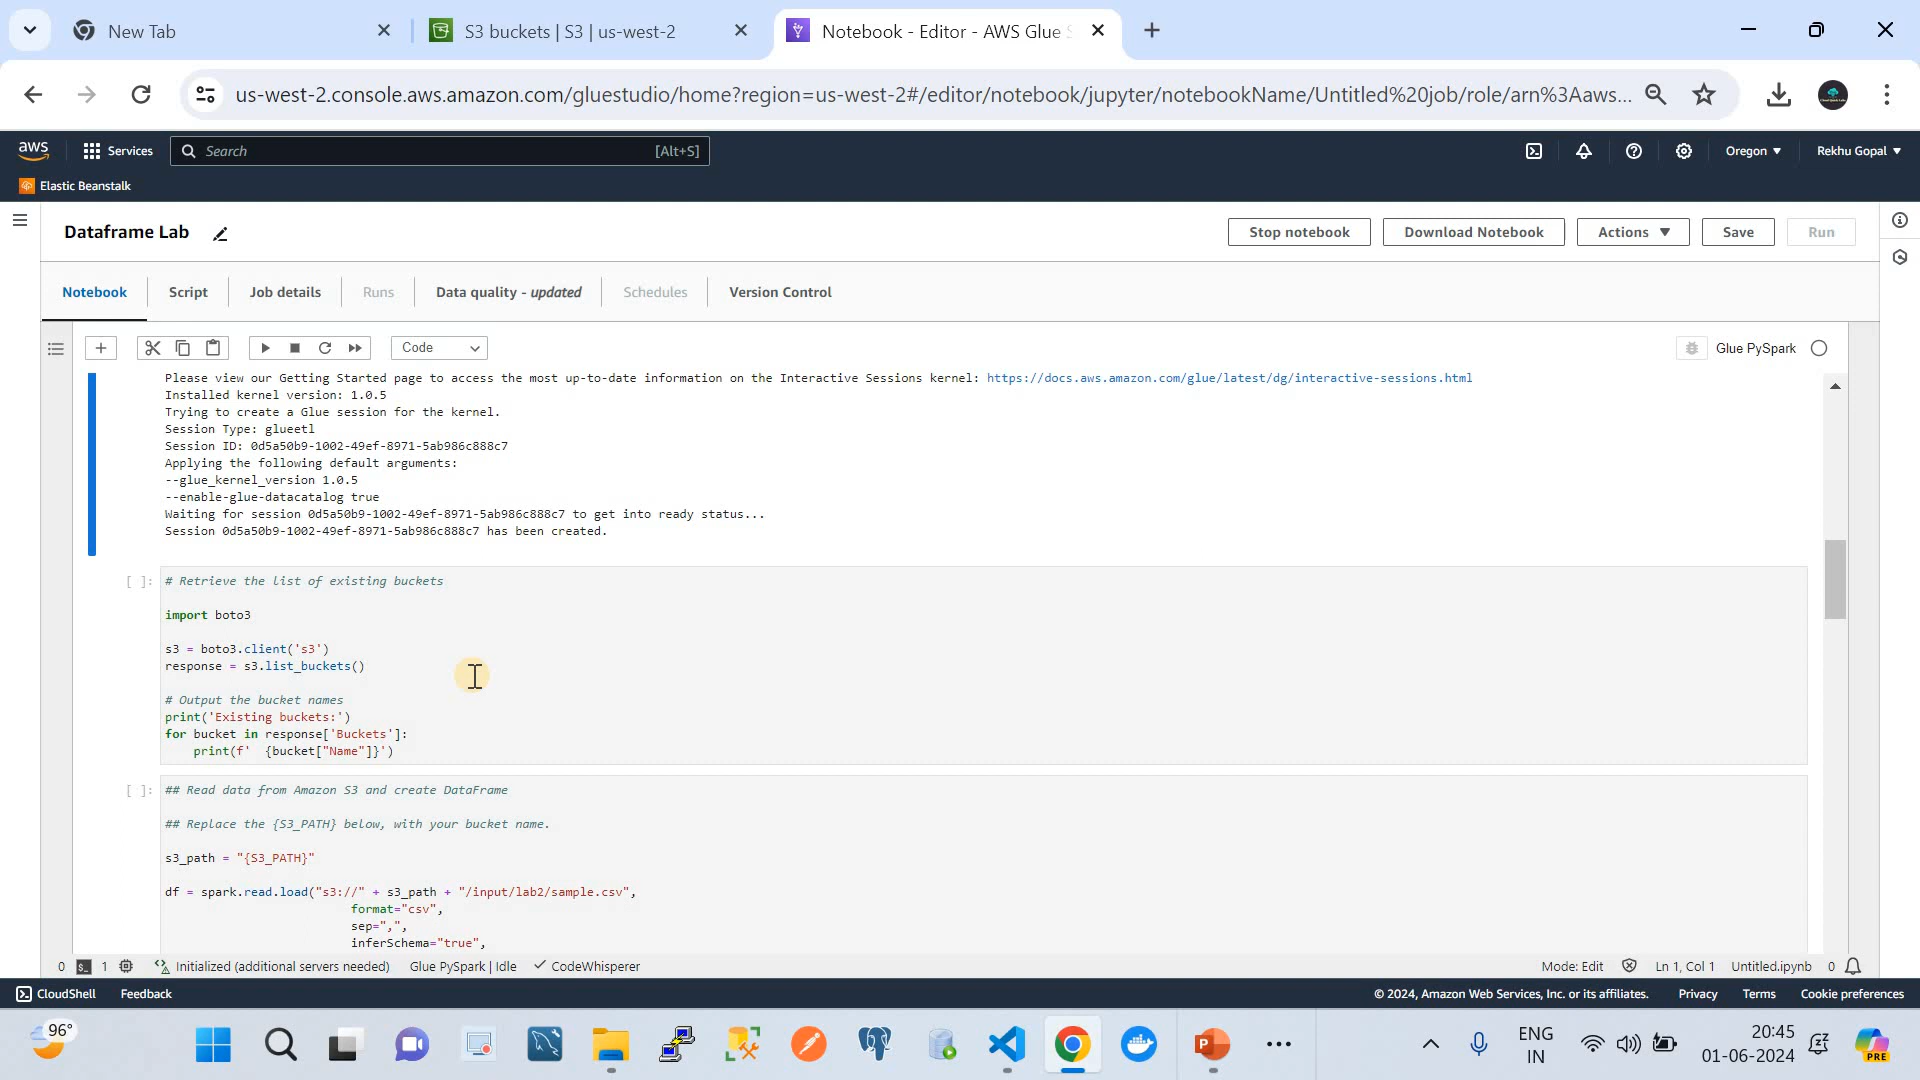 New Tab
S3 buckets | S3 | us-west-2
Notebook - Editor - AWS Glue S
us-west-2.console.aws.amazon.com/gluestudio/home?region=us-west-2#/editor/notebook/jupyter/notebookName/Untitled%20job/role/arn%3Aaws...
aws
Services
Search
[Alt+S]
Oregon
Rekhu Gopal
Elastic Beanstalk
Dataframe Lab
Stop notebook
Download Notebook
Actions
Save
Run
Notebook
Script
Job details
Runs
Data quality - updated
Schedules
Version Control
Code
Glue PySpark
Please view our Getting Started page to access the most up-to-date information on the Interactive Sessions kernel: https://docs.aws.amazon.com/glue/latest/dg/interactive-sessions.html
Installed kernel version: 1.0.5
Trying to create a Glue session for the kernel.
Session Type: glueetl
Session ID: 0d5a50b9-1002-49ef-8971-5ab986c888c7
Applying the following default arguments:
--glue_kernel_version 1.0.5
--enable-glue-datacatalog true
Waiting for session 0d5a50b9-1002-49ef-8971-5ab986c888c7 to get into ready status...
Session 0d5a50b9-1002-49ef-8971-5ab986c888c7 has been created.
[ ]: # Retrieve the list of existing buckets
import boto3
s3 = boto3.client('s3')
response = s3.list_buckets()
# Output the bucket names
print('Existing buckets:')
for bucket in response['Buckets']:
    print(f'  {bucket["Name"]}')
[ ]: ## Read data from Amazon S3 and create DataFrame
## Replace the {S3_PATH} below, with your bucket name.
s3_path = "{S3_PATH}"
df = spark.read.load("s3://" + s3_path + "/input/lab2/sample.csv",
format="csv",
sep=",",
inferSchema="true",
0
1
Initialized (additional servers needed)
Glue PySpark | Idle
CodeWhisperer
Mode: Edit
Ln 1, Col 1
Untitled.ipynb
0
CloudShell
Feedback
© 2024, Amazon Web Services, Inc. or its affiliates.
Privacy
Terms
Cookie preferences
96°
ENG
IN
20:45
01-06-2024
PRE